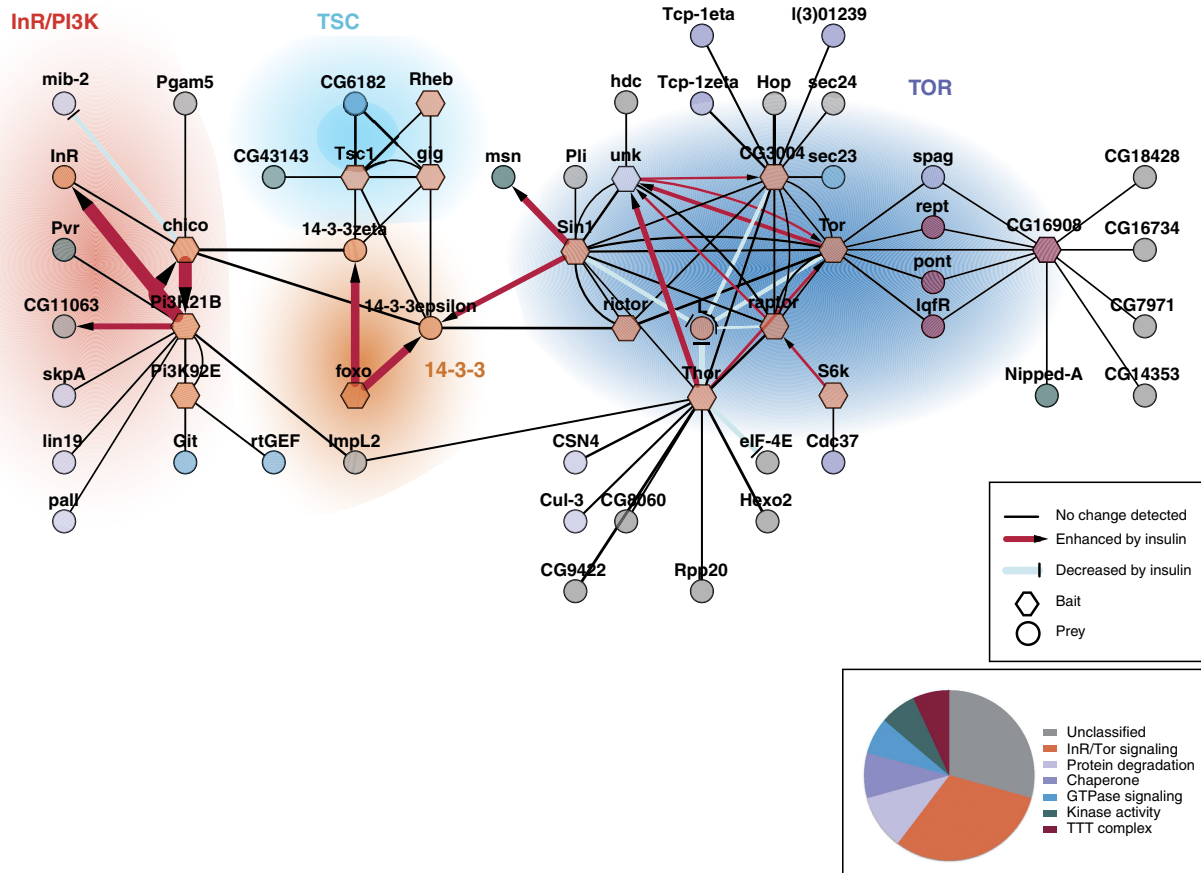 InR/PI3K
TSC
Tcp-1eta
l(3)01239
mib-2
Pgam5
CG6182
Rheb
hdc
Tcp-1zeta
Hop
sec24
TOR
InR
CG43143
Tsc1
gig
msn
Pli
unk
CG3004
sec23
spag
CG18428
Pvr
chico
14-3-3zeta
Sin1
Tor
rept
CG16908
CG16734
pont
CG11063
Pi3K21B
14-3-3epsilon
rictor
L
raptor
lqfR
CG7971
skpA
Pi3K92E
foxo
14-3-3
Thor
S6k
Nipped-A
CG14353
lin19
Git
rtGEF
ImpL2
CSN4
eIF-4E
Cdc37
pall
Cul-3
CG8060
Hexo2
CG9422
Rpp20
No change detected
Enhanced by insulin
Decreased by insulin
Bait
Prey
Unclassified
InR/Tor signaling
Protein degradation
Chaperone
GTPase signaling
Kinase activity
TTT complex